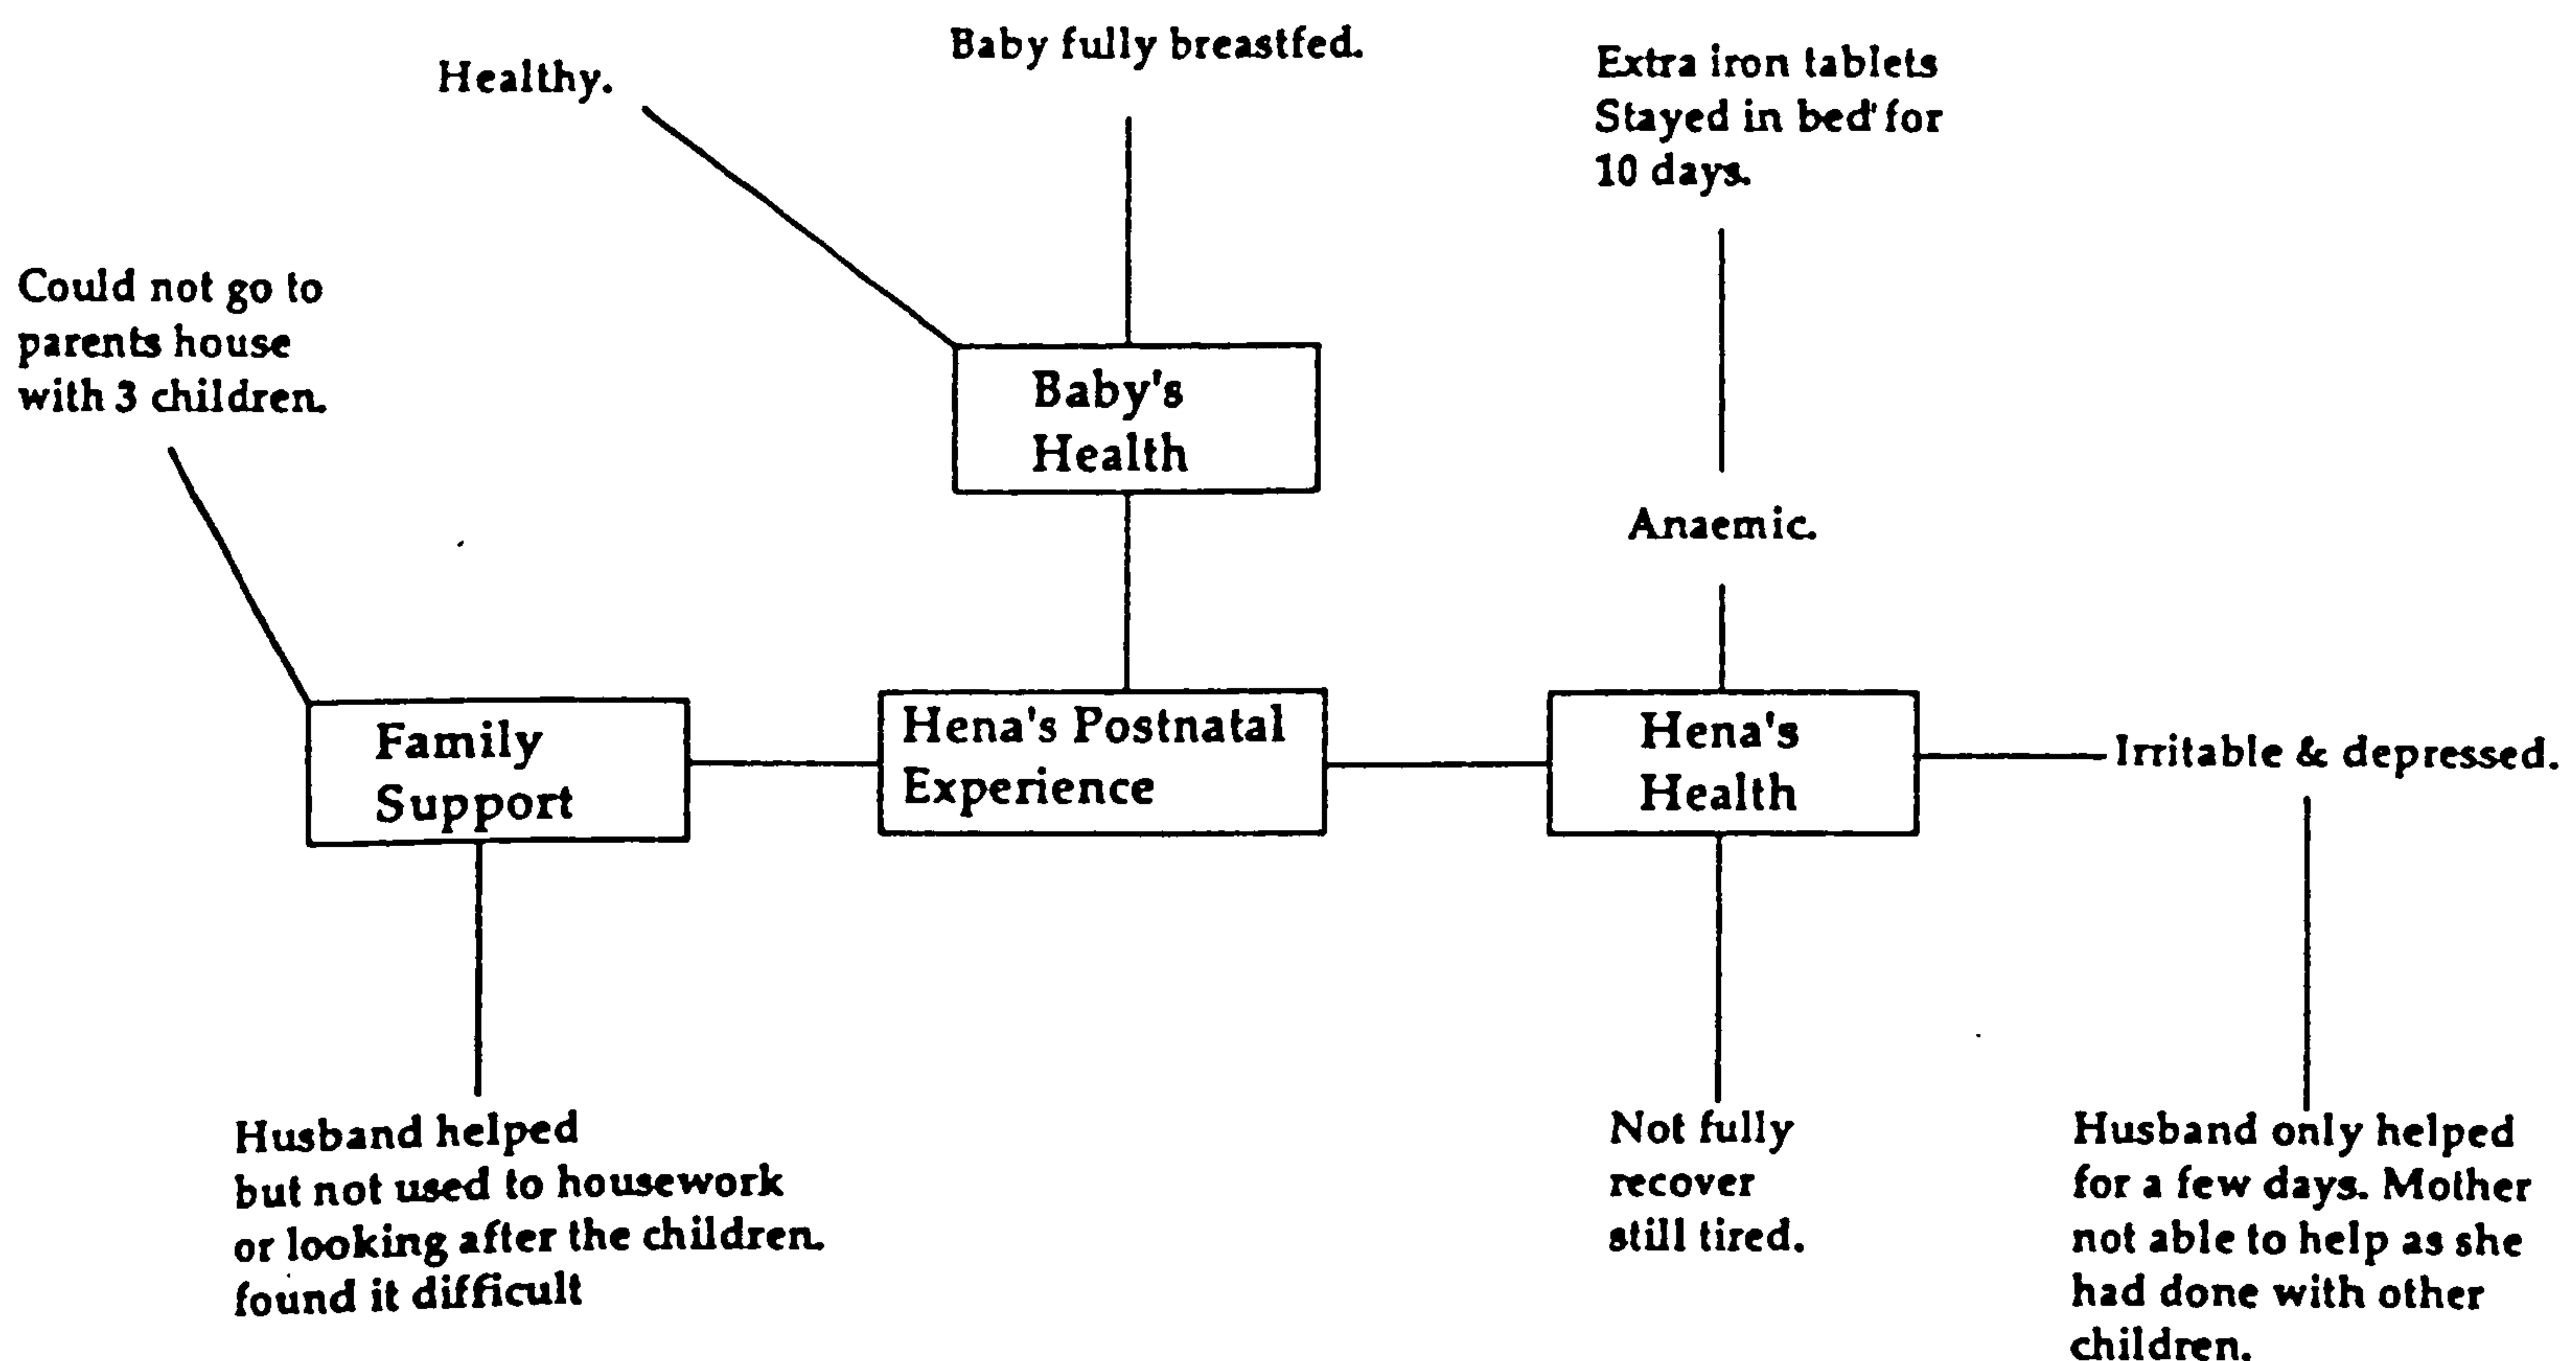 Baby fully breastfed.
Healthy.
Extra iron tablets
Stayed in bed for
10 days.
Could not go to
parents house
with 3 children.
Baby's
Health
Anaemic.
Family
Support
Hena's Postnatal
Experience
Hena's
Health
Irritable & depressed.
Husband helped
but not used to housework
or looking after the children.
found it difficult
Not fully
recover
still tired.
Husband only helped
for a few days. Mother
not able to help as she
had done with other
children.